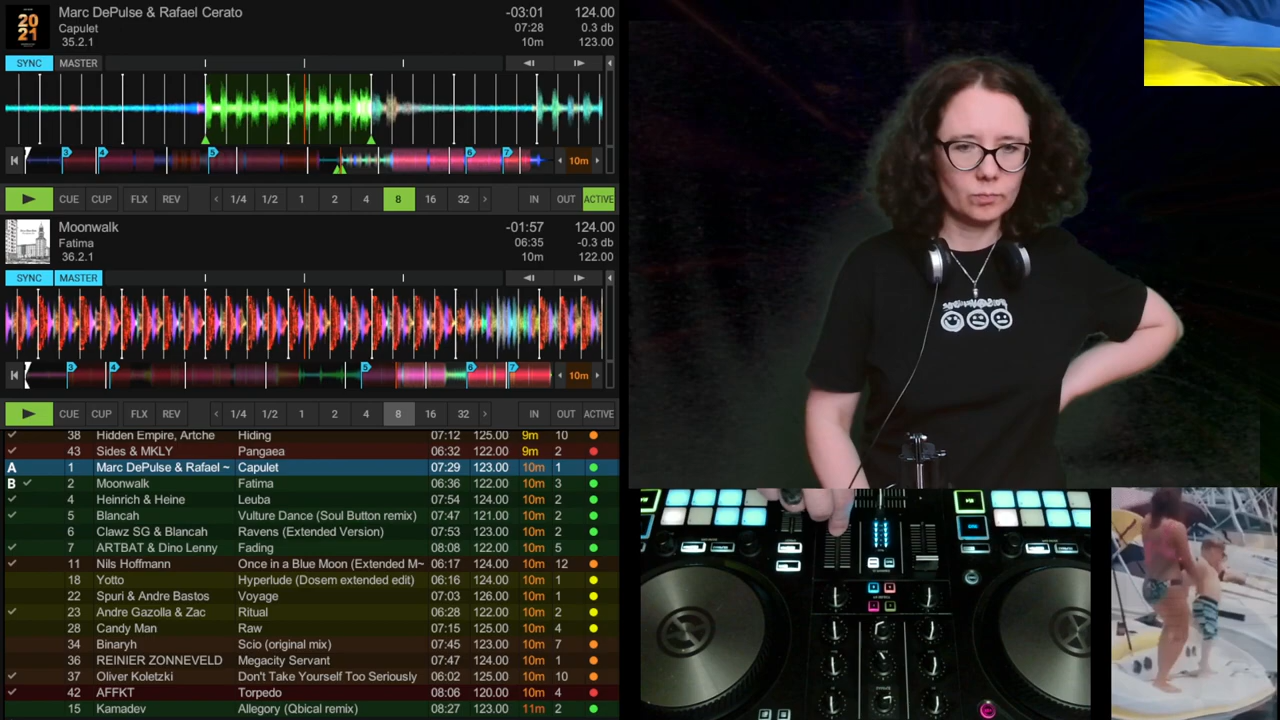 20
21
Marc DePulse & Rafael Cerato -03:01 124.00
Capulet 07:28 0.3 db
35.2.1 10m 123.00
SYNC MASTER
3 4 5 6 7 10m
CUE CUP FLX REV 1/4 1/2 1 2 4 8 16 32 IN OUT ACTIVE
Moonwalk -01:57 124.00
Fatima 06:35 -0.3 db
36.2.1 10m 122.00
SYNC MASTER
3 4 5 6 7 10m
CUE CUP FLX REV 1/4 1/2 1 2 4 8 16 32 IN OUT ACTIVE
38 Hidden Empire, Artche Hiding 07:12 125.00 9m 10
43 Sides & MKLY Pangaea 06:32 122.00 9m 2
A 1 Marc DePulse & Rafael ~ Capulet 07:29 123.00 10m 1
B 2 Moonwalk Fatima 06:36 122.00 10m 3
4 Heinrich & Heine Leuba 07:54 124.00 10m 2
5 Blancah Vulture Dance (Soul Button remix) 07:47 121.00 10m 2
6 Clawz SG & Blancah Ravens (Extended Version) 07:53 123.00 10m 2
7 ARTBAT & Dino Lenny Fading 08:08 122.00 10m 5
11 Nils Hoffmann Once in a Blue Moon (Extended M~ 06:17 124.00 10m 12
18 Yotto Hyperlude (Dosem extended edit) 06:16 124.00 10m 1
22 Spuri & Andre Bastos Voyage 07:03 126.00 10m 1
23 Andre Gazolla & Zac Ritual 06:28 122.00 10m 2
28 Candy Man Raw 07:15 125.00 10m 4
34 Binaryh Scio (original mix) 07:45 123.00 10m 7
36 REINIER ZONNEVELD Megacity Servant 07:47 124.00 10m 1
37 Oliver Koletzki Don't Take Yourself Too Seriously 06:02 125.00 10m 10
42 AFFKT Torpedo 08:06 120.00 10m 4
15 Kamadev Allegory (Qbical remix) 08:27 123.00 11m 2